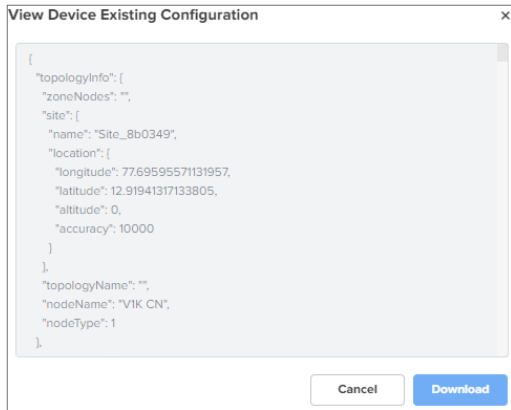 View Device Existing Configuration ×
{
"topologyInfo": {
"zoneNodes": "",
"site": {
"name": "Site_8b0349",
"location": {
"longitude": 77.69595571131957,
"latitude": 12.91941317133805,
"altitude": 0,
"accuracy": 10000
}
},
"topologyName": "",
"nodeName": "V1K CN",
"nodeType": 1
},
Cancel Download